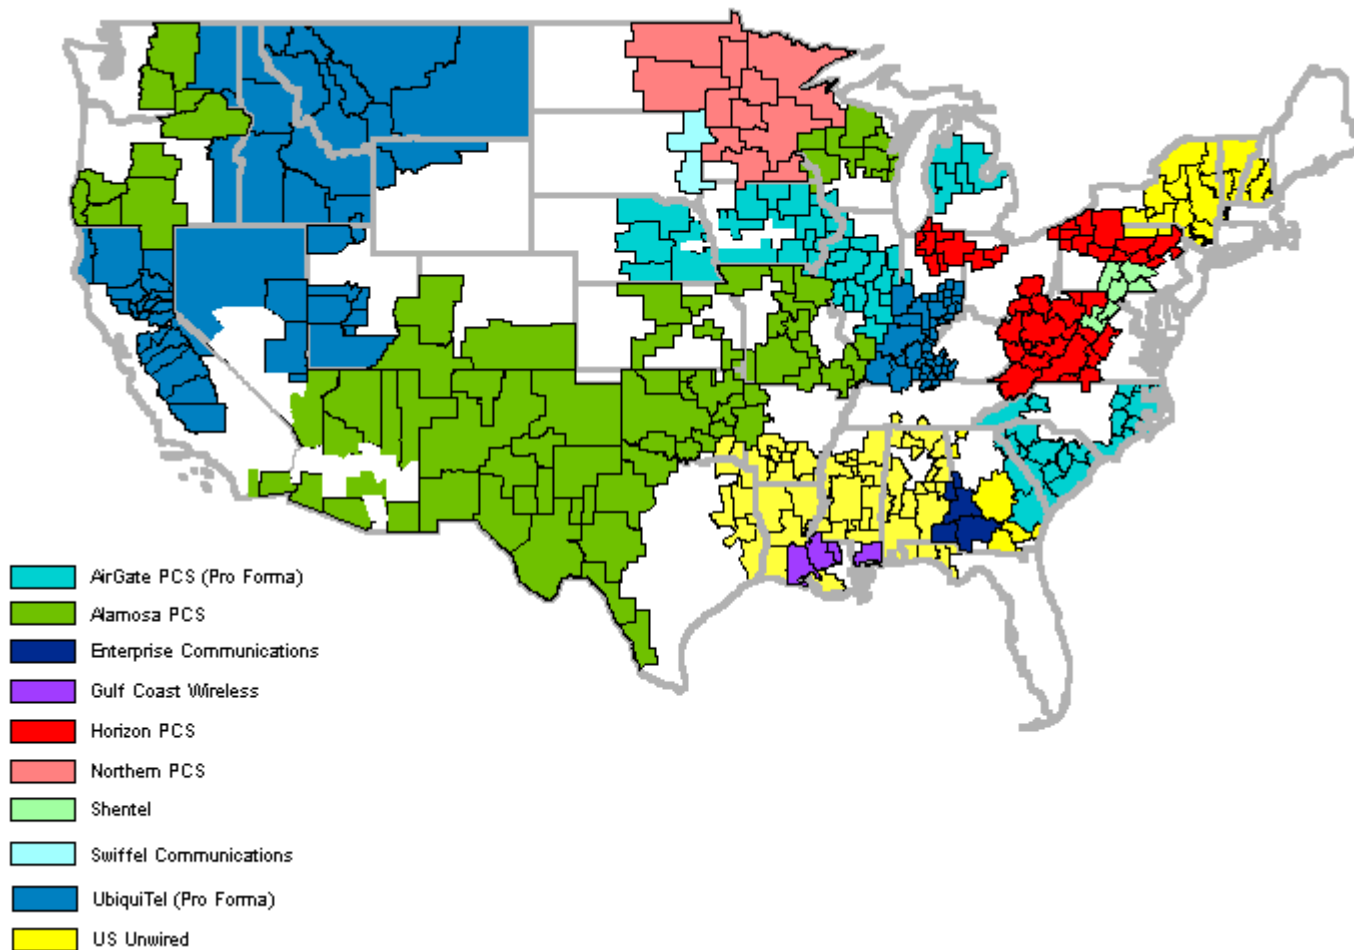 AirGate PCS (Pro Forma)
Alamosa PCS
Enterprise Communications
Gulf Coast Wireless
Horizon PCS
Northern PCS
Shentel
Swiffel Communications
UbiquiTel (Pro Forma)
US Unwired